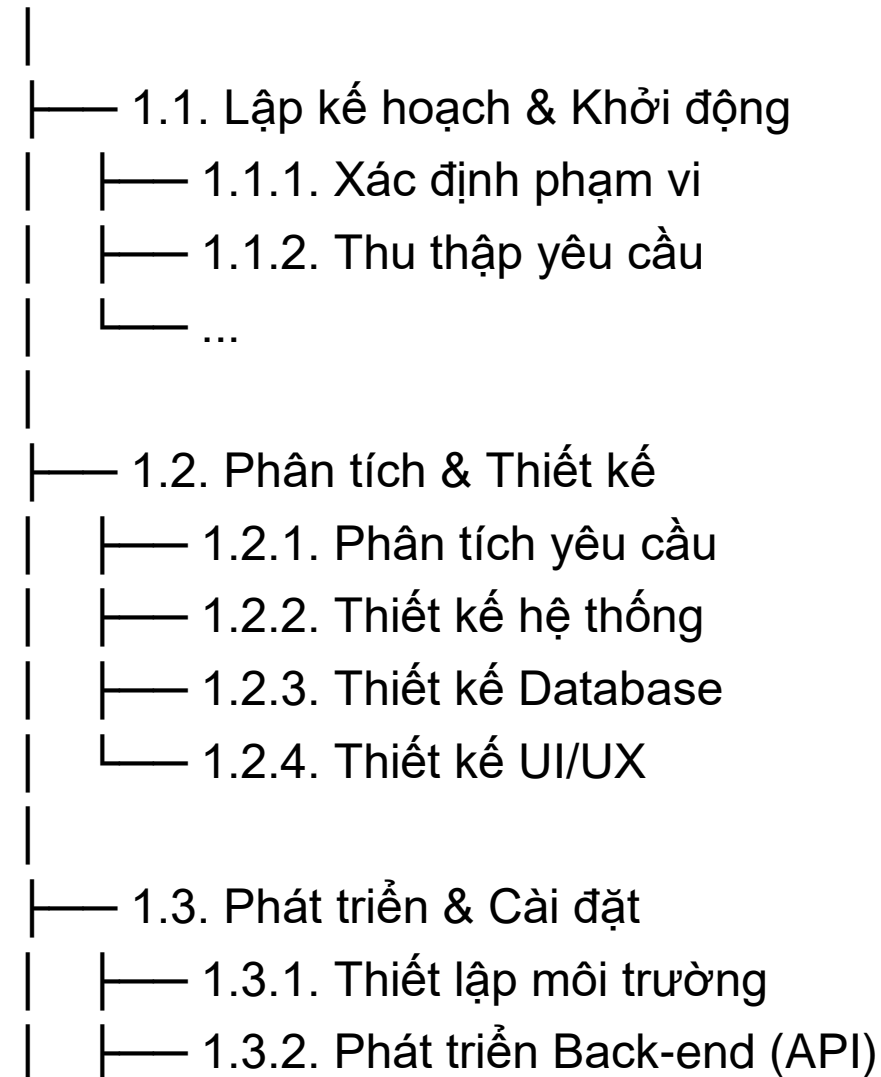 1.1. Lập kế hoạch & Khởi động
1.1.1. Xác định phạm vi
1.1.2. Thu thập yêu cầu
...
1.2. Phân tích & Thiết kế
1.2.1. Phân tích yêu cầu
1.2.2. Thiết kế hệ thống
1.2.3. Thiết kế Database
1.2.4. Thiết kế UI/UX
1.3. Phát triển & Cài đặt
1.3.1. Thiết lập môi trường
1.3.2. Phát triển Back-end (API)